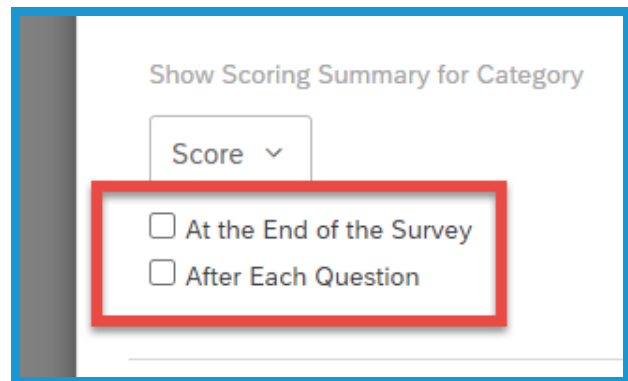 Show Scoring Summary for Category
Score
At the End of the Survey
After Each Question